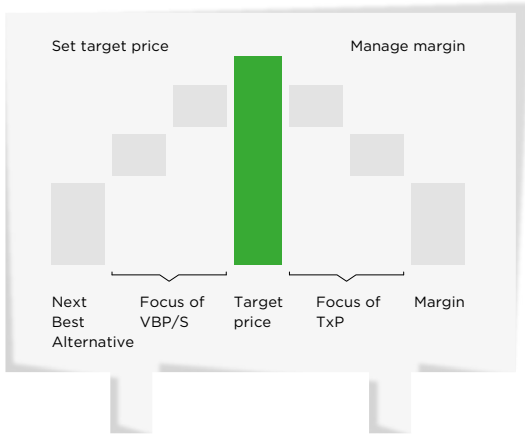 Set target price
Manage margin
Next
Best
Alternative
Focus of
VBP/S
Target
price
Focus of
TxP
Margin